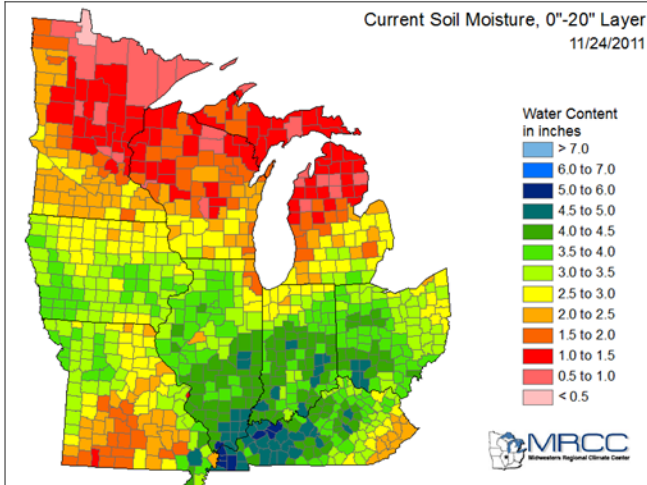 Current Soil Moisture, 0"-20" Layer
11/24/2011
Water Content
in inches
> 7.0
6.0 to 7.0
5.0 to 6.0
4.5 to 5.0
4.0 to 4.5
3.5 to 4.0
3.0 to 3.5
2.5 to 3.0
2.0 to 2.5
1.5 to 2.0
1.0 to 1.5
0.5 to 1.0
< 0.5
MRCC
Midwestern Regional Climate Center